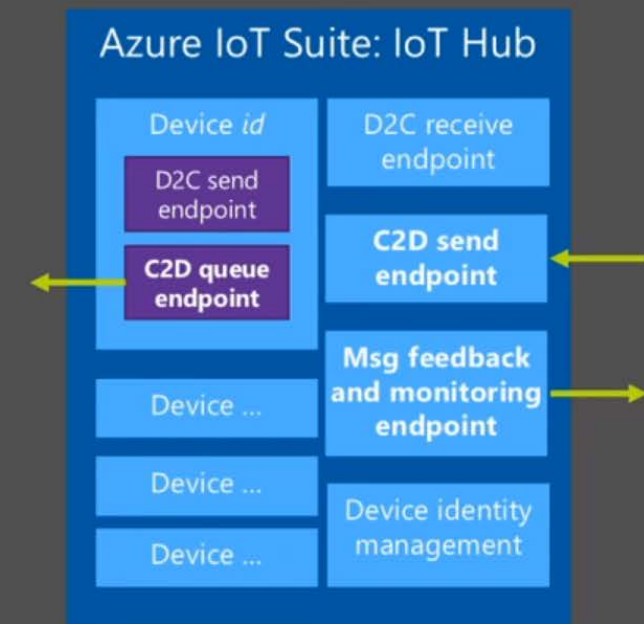 Azure IoT Suite: IoT Hub
Device id
D2C send
endpoint
C2D queue
endpoint
Device ...
Device ...
Device ...
D2C receive
endpoint
C2D send
endpoint
Msg feedback
and monitoring
endpoint
Device identity
management